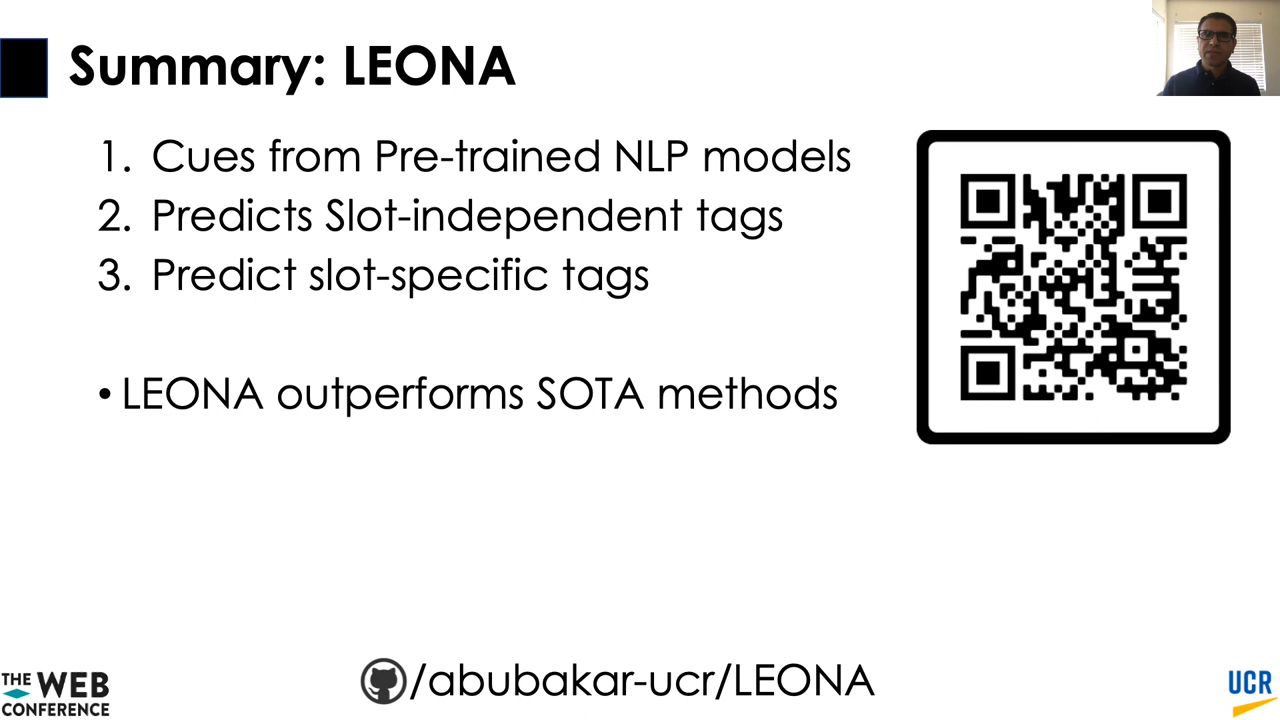 Summary: LEONA
1. Cues from Pre-trained NLP models
2. Predicts Slot-independent tags
3. Predict slot-specific tags
• LEONA outperforms SOTA methods
/abubakar-ucr/LEONA
THE WEB
CONFERENCE
UCR